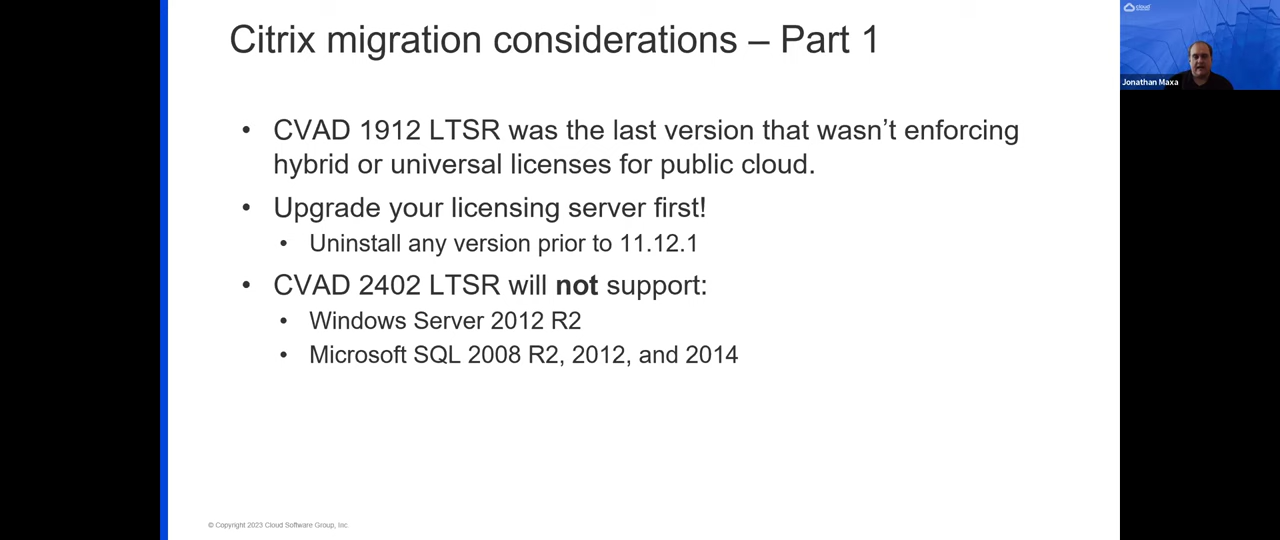 Citrix migration considerations – Part 1
cloud
Jonathan Maxa
• CVAD 1912 LTSR was the last version that wasn’t enforcing
hybrid or universal licenses for public cloud.
• Upgrade your licensing server first!
• Uninstall any version prior to 11.12.1
• CVAD 2402 LTSR will not support:
• Windows Server 2012 R2
• Microsoft SQL 2008 R2, 2012, and 2014
© Copyright 2023 Cloud Software Group, Inc.